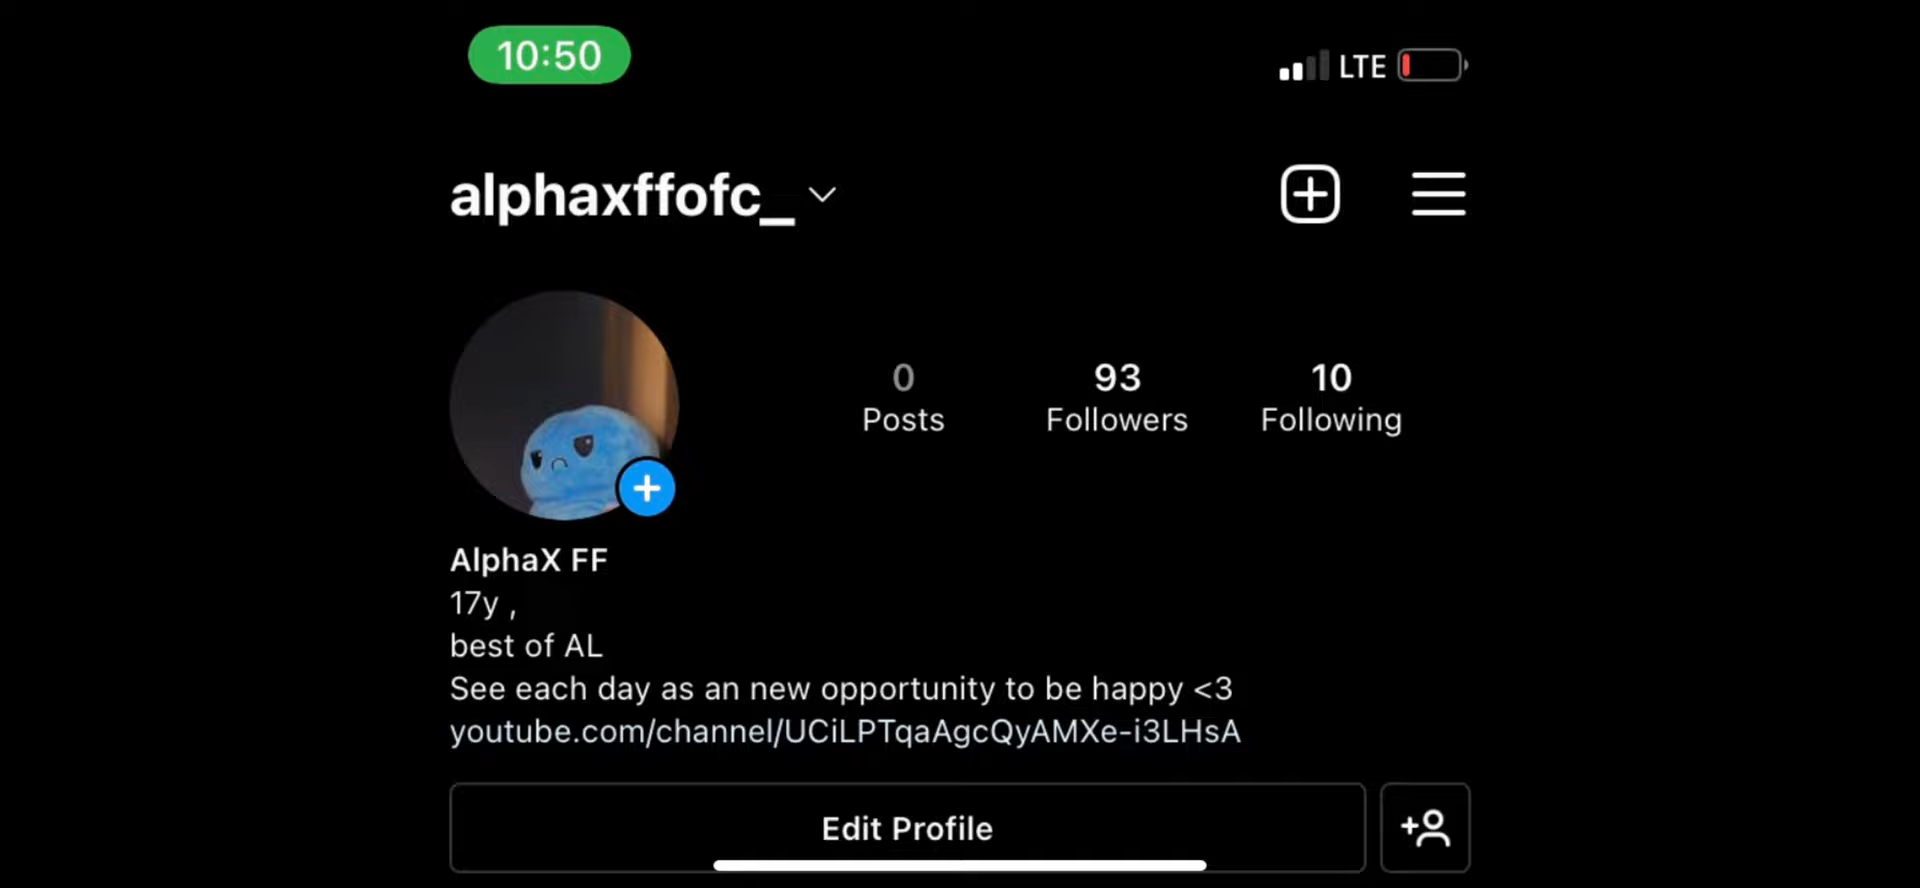 10:50
LTE
alphaxffofc_
0
Posts
93
Followers
10
Following
AlphaX FF
17y ,
best of AL
See each day as an new opportunity to be happy <3
youtube.com/channel/UCiLPTqaAgcQyAMXe-i3LHsA
Edit Profile